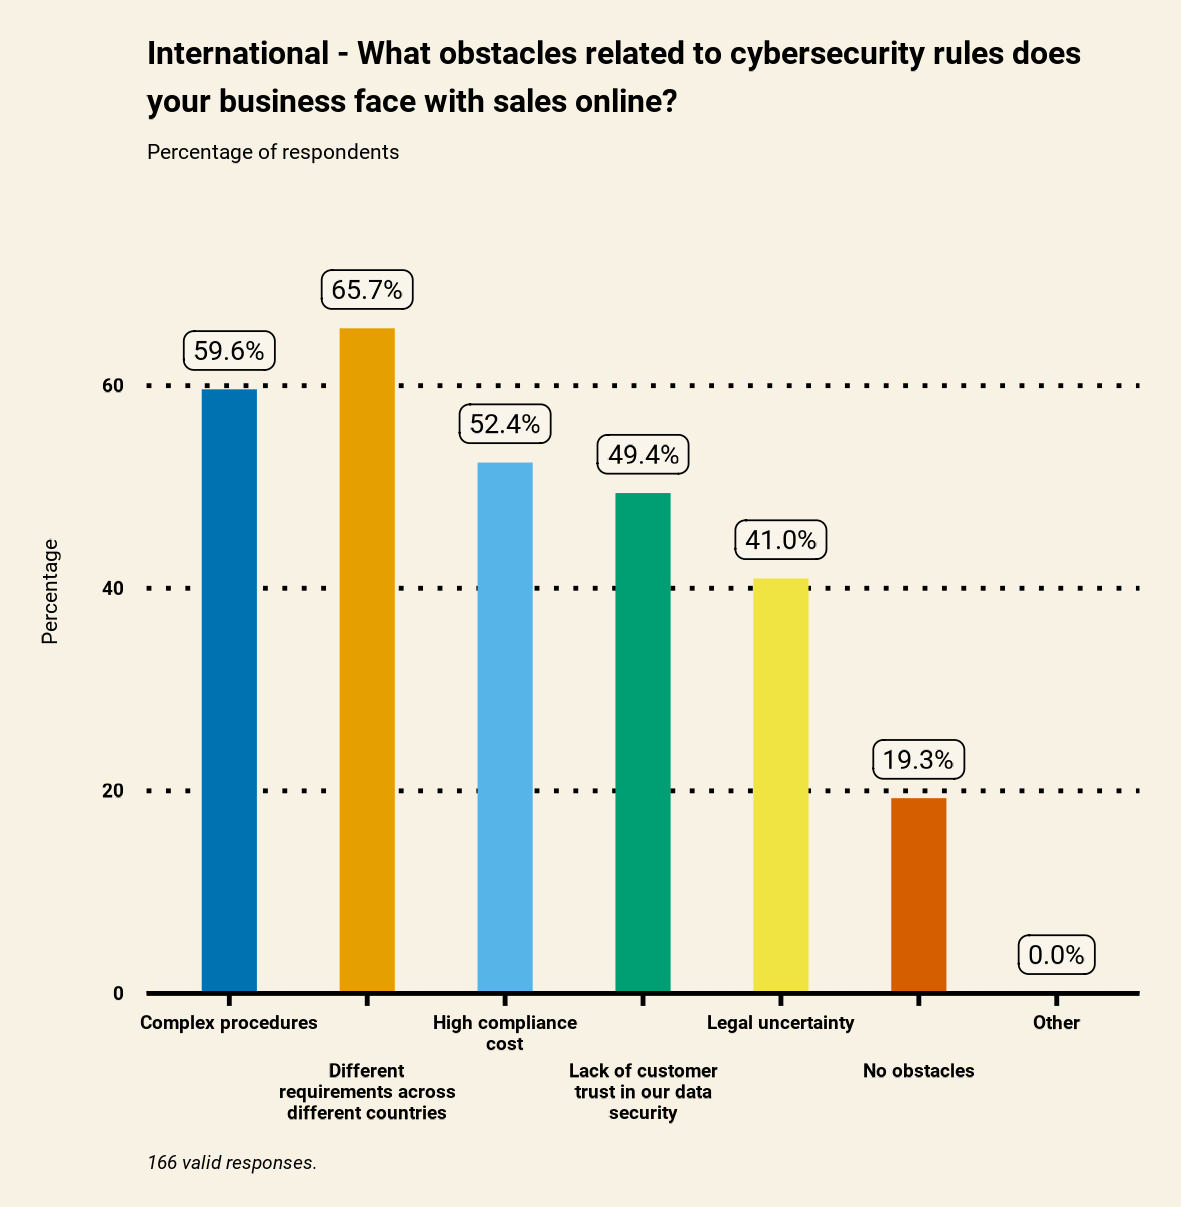 International - What obstacles related to cybersecurity rules does
your business face with sales online?
Percentage of respondents
65.7%
59.6%
60
52.4%
49.4%
41.0%
Percentage
40
19.3%
20
0.0%
0
Complex procedures
High compliance
cost
Legal uncertainty
Other
Different
requirements across
different countries
Lack of customer
trust in our data
security
No obstacles
166 valid responses.